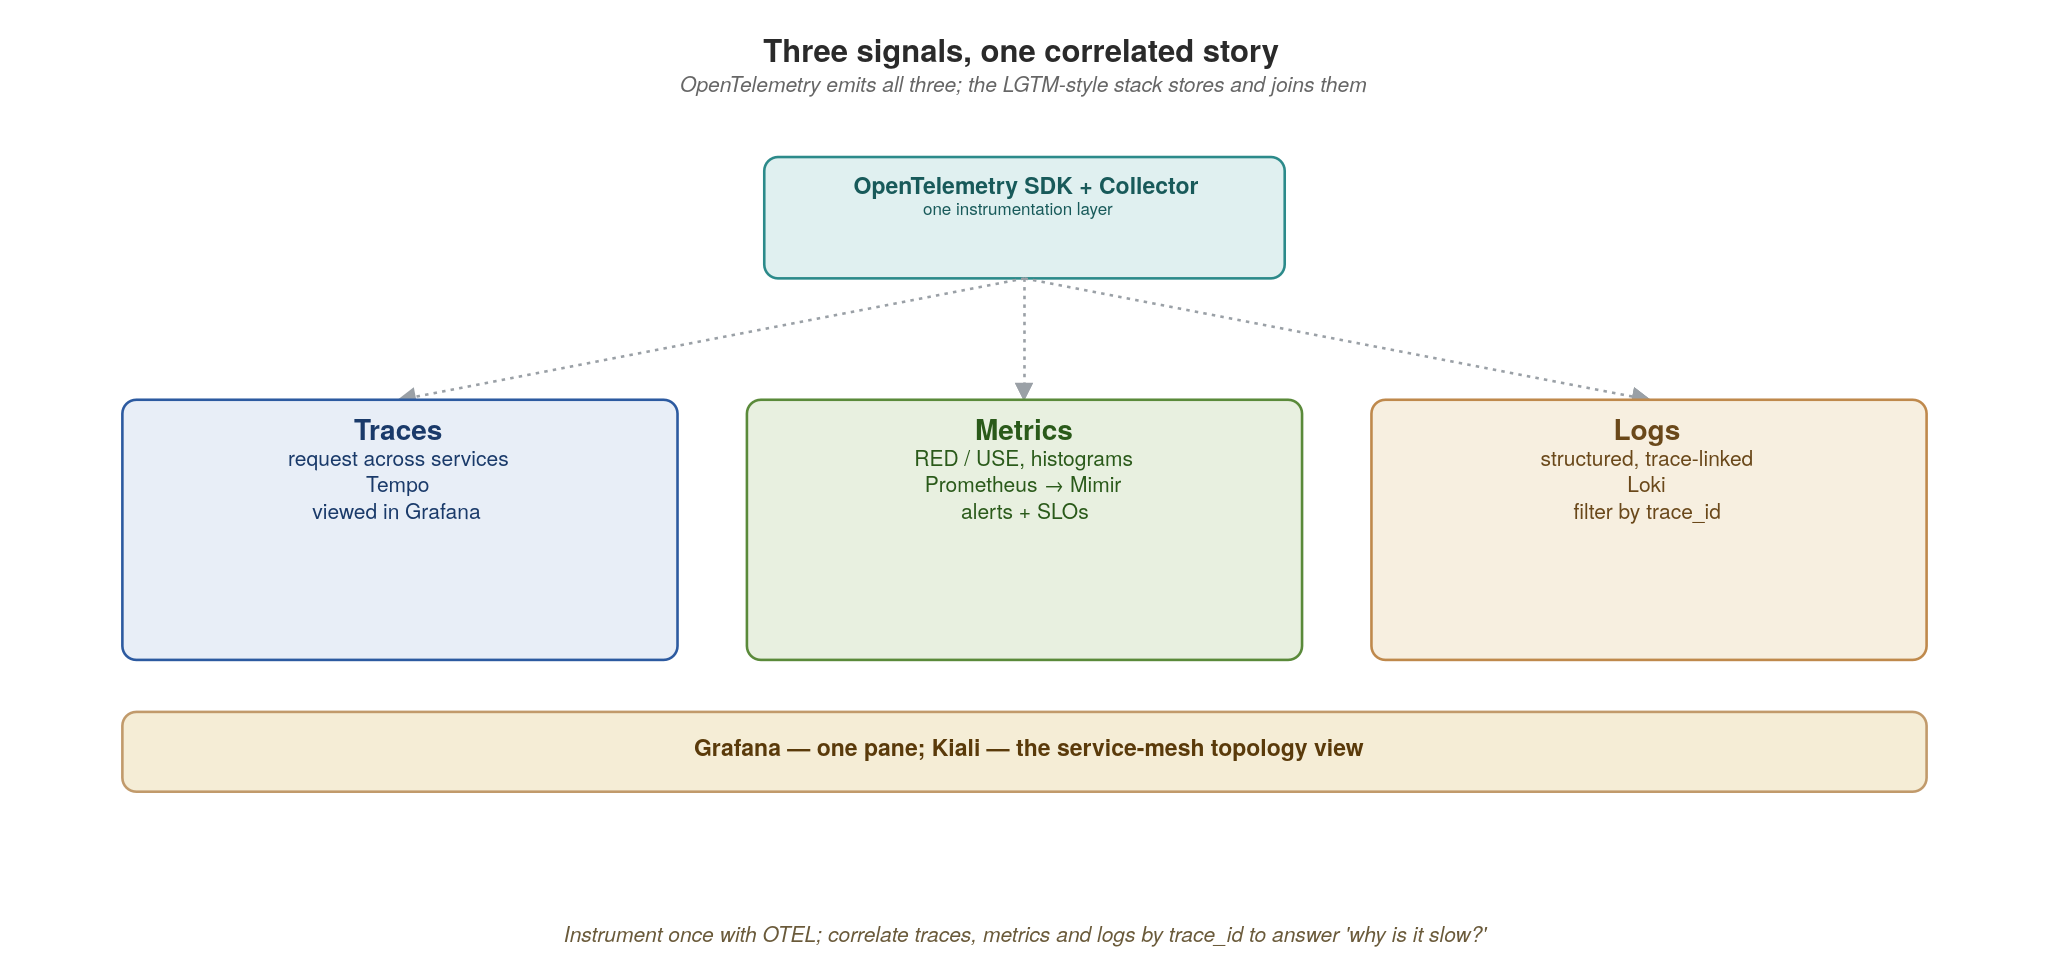 Three signals, one correlated story
OpenTelemetry emits all three; the LGTM-style stack stores and joins them
OpenTelemetry SDK + Collector
one instrumentation layer
Traces
request across services
Tempo
viewed in Grafana
Metrics
RED / USE, histograms
Prometheus → Mimir
alerts + SLOs
Logs
structured, trace-linked
Loki
filter by trace_id
Grafana — one pane; Kiali — the service-mesh topology view
Instrument once with OTEL; correlate traces, metrics and logs by trace_id to answer 'why is it slow?'